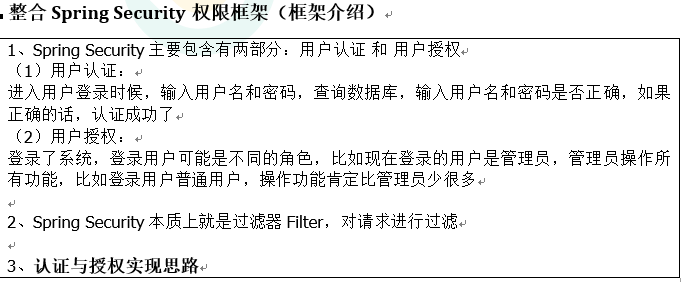 整合 Spring Security 权限框架（框架介绍）
1、Spring Security 主要包含有两部分：用户认证 和 用户授权
（1）用户认证：
进入用户登录时候，输入用户名和密码，查询数据库，输入用户名和密码是否正确，如果
正确的话，认证成功了
（2）用户授权：
登录了系统，登录用户可能是不同的角色，比如现在登录的用户是管理员，管理员操作所
有功能，比如登录用户普通用户，操作功能肯定比管理员少很多
2、Spring Security 本质上就是过滤器 Filter，对请求进行过滤
3、认证与授权实现思路